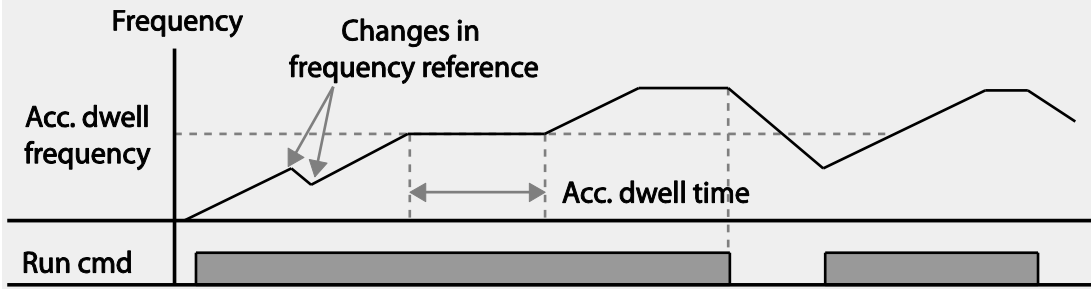 Frequency
Changes in
frequency reference
Acc. dwell
frequency
Acc. dwell time
Run cmd